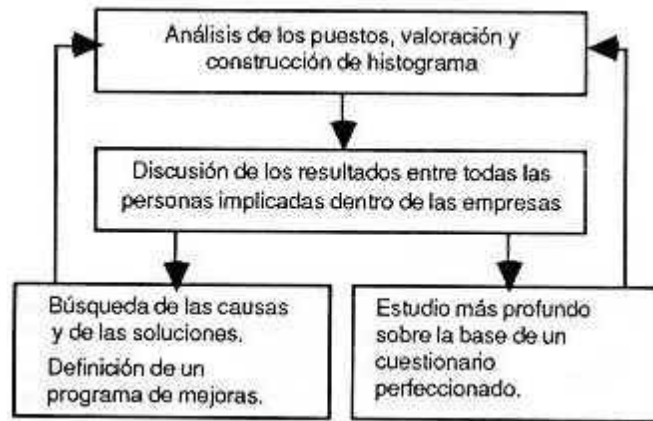 Análisis de los puestos, valoración y
construcción de histograma
Discusión de los resultados entre todas las
personas implicadas dentro de las empresas
Búsqueda de las causas
y de las soluciones.
Definición de un
programa de mejoras.
Estudio más profundo
sobre la base de un
cuestionario
perfeccionado.